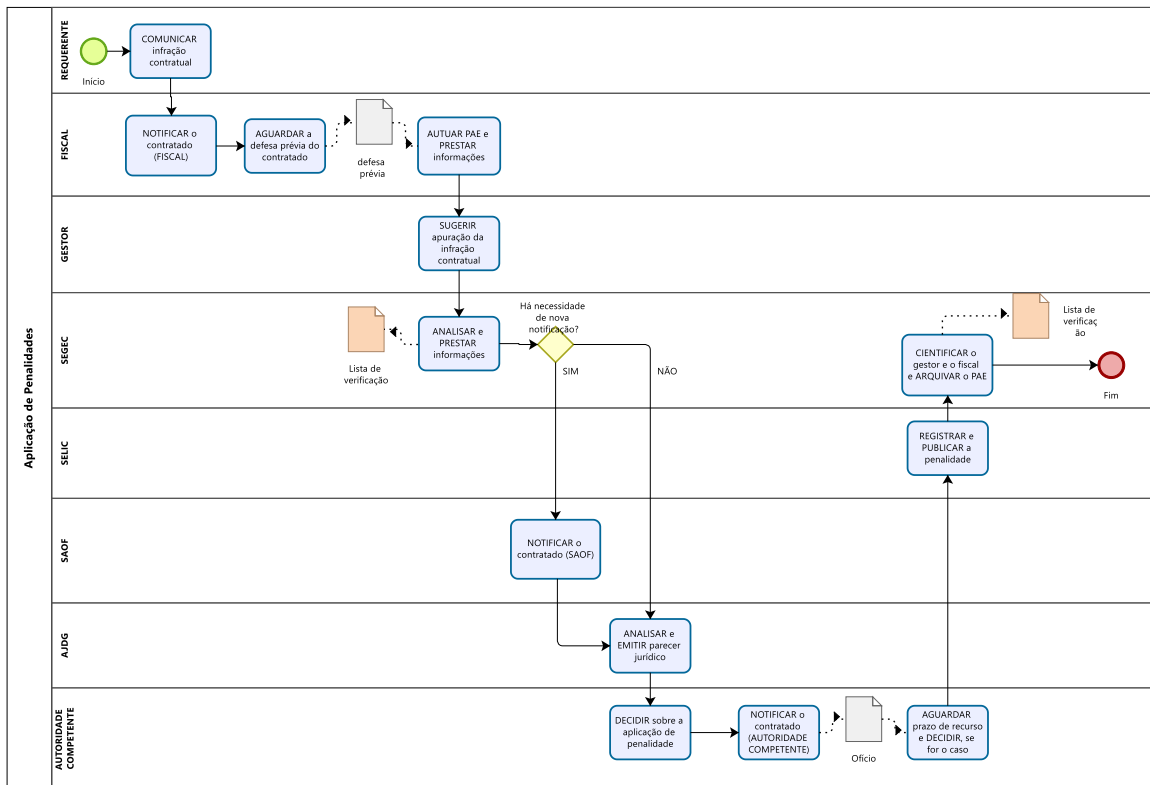 Aplicação de Penalidades
REQUERENTE
Início
COMUNICAR
infração
contratual
FISCAL
NOTIFICAR o
contratado
(FISCAL)
AGUARDAR a
defesa prévia do
contratado
defesa
prévia
AUTUAR PAE e
PRESTAR
informações
GESTOR
SUGERIR
apuração da
infração
contratual
SEGEC
Lista de
verificação
ANALISAR e
PRESTAR
informações
Há necessidade
de nova
notificação?
SIM
NÃO
CIENTIFICAR o
gestor e o fiscal
e ARQUIVAR o PAE
Lista de
verificaç
ão
Fim
SELIC
REGISTRAR e
PUBLICAR a
penalidade
SAOF
NOTIFICAR o
contratado (SAOF)
AJDG
ANALISAR e
EMITIR parecer
jurídico
AUTORIDADE
COMPETENTE
DECIDIR sobre a
aplicação de
penalidade
NOTIFICAR o
contratado
(AUTORIDADE
COMPETENTE)
Ofício
AGUARDAR
prazo de recurso
e DECIDIR, se
for o caso